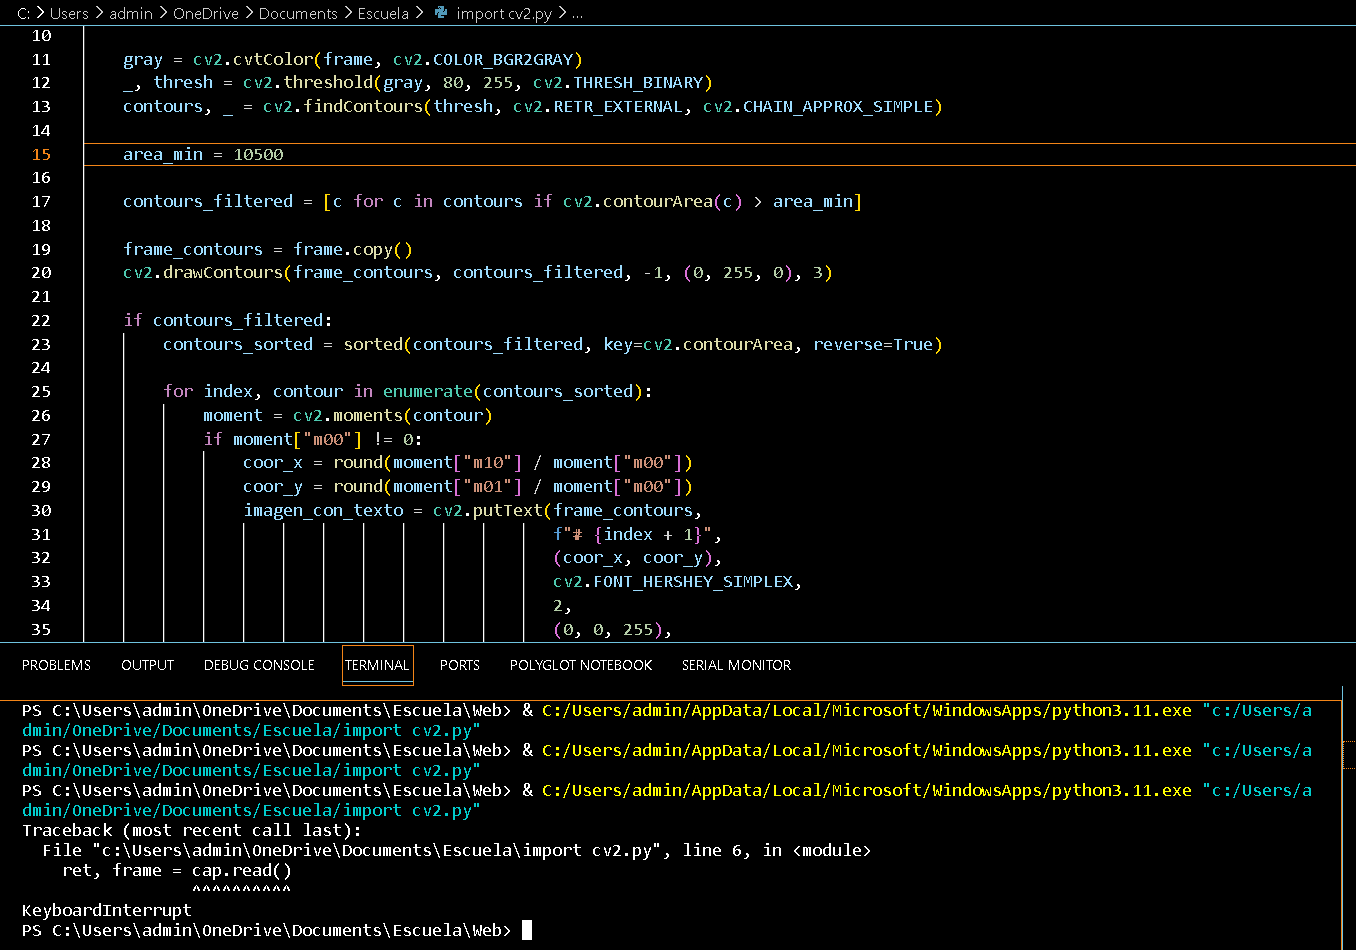 C: > Users > admin > OneDrive > Documents > Escuela > import cv2.py > ...
10
11 gray = cv2.cvtColor(frame, cv2.COLOR_BGR2GRAY)
12 _, thresh = cv2.threshold(gray, 80, 255, cv2.THRESH_BINARY)
13 contours, _ = cv2.findContours(thresh, cv2.RETR_EXTERNAL, cv2.CHAIN_APPROX_SIMPLE)
14
15 area_min = 10500
16
17 contours_filtered = [c for c in contours if cv2.contourArea(c) > area_min]
18
19 frame_contours = frame.copy()
20 cv2.drawContours(frame_contours, contours_filtered, -1, (0, 255, 0), 3)
21
22 if contours_filtered:
23 contours_sorted = sorted(contours_filtered, key=cv2.contourArea, reverse=True)
24
25 for index, contour in enumerate(contours_sorted):
26 moment = cv2.moments(contour)
27 if moment["m00"] != 0:
28 coor_x = round(moment["m10"] / moment["m00"])
29 coor_y = round(moment["m01"] / moment["m00"])
30 imagen_con_texto = cv2.putText(frame_contours,
31 f"# {index + 1}",
32 (coor_x, coor_y),
33 cv2.FONT_HERSHEY_SIMPLEX,
34 2,
35 (0, 0, 255),
PROBLEMS OUTPUT DEBUG CONSOLE TERMINAL PORTS POLYGLOT NOTEBOOK SERIAL MONITOR
PS C:\Users\admin\OneDrive\Documents\Escuela\Web> & C:/Users/admin/AppData/Local/Microsoft/WindowsApps/python3.11.exe "c:/Users/a
dmin/OneDrive/Documents/Escuela/import cv2.py"
PS C:\Users\admin\OneDrive\Documents\Escuela\Web> & C:/Users/admin/AppData/Local/Microsoft/WindowsApps/python3.11.exe "c:/Users/a
dmin/OneDrive/Documents/Escuela/import cv2.py"
PS C:\Users\admin\OneDrive\Documents\Escuela\Web> & C:/Users/admin/AppData/Local/Microsoft/WindowsApps/python3.11.exe "c:/Users/a
dmin/OneDrive/Documents/Escuela/import cv2.py"
Traceback (most recent call last):
File "c:\Users\admin\OneDrive\Documents\Escuela\import cv2.py", line 6, in <module>
ret, frame = cap.read()
^^^^^^^^^^
KeyboardInterrupt
PS C:\Users\admin\OneDrive\Documents\Escuela\Web>